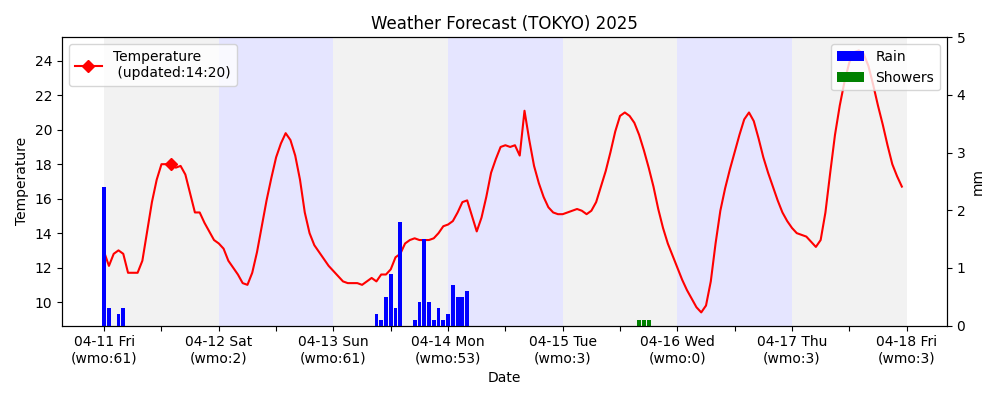 Weather Forecast (TOKYO) 2025
Temperature
(updated:14:20)
Rain
Showers
Temperature
24
22
20
18
16
14
12
10
5
4
3
2
1
0
mm
04-11 Fri
(wmo:61)
04-12 Sat
(wmo:2)
04-13 Sun
(wmo:61)
04-14 Mon
(wmo:53)
04-15 Tue
(wmo:3)
04-16 Wed
(wmo:0)
04-17 Thu
(wmo:3)
04-18 Fri
(wmo:3)
Date